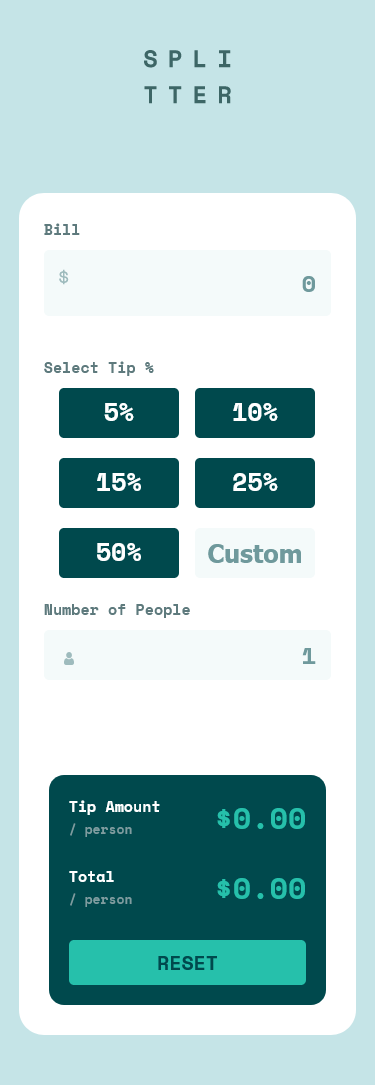 SPLI
TTER
Bill
$ 0
Select Tip %
5% 10%
15% 25%
50% Custom
Number of People
1
Tip Amount
/ person
$0.00
Total
/ person
$0.00
RESET